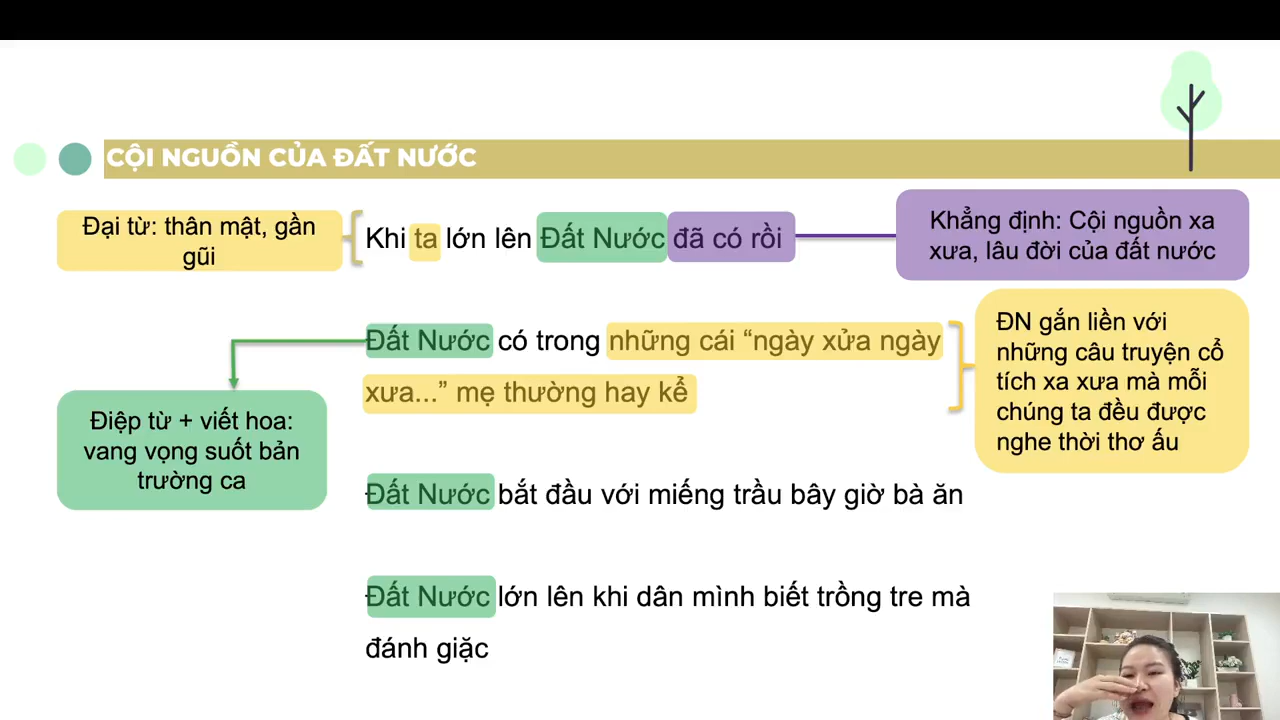 CỘI NGUỒN CỦA ĐẤT NƯỚC
Đại từ: thân mật, gần
gũi
Khi ta lớn lên Đất Nước đã có rồi
Khẳng định: Cội nguồn xa
xưa, lâu đời của đất nước
Đất Nước có trong những cái “ngày xửa ngày
xưa...” mẹ thường hay kể
ĐN gắn liền với
những câu truyện cổ
tích xa xưa mà mỗi
chúng ta đều được
nghe thời thơ ấu
Điệp từ + viết hoa:
vang vọng suốt bản
trường ca
Đất Nước bắt đầu với miếng trầu bây giờ bà ăn
Đất Nước lớn lên khi dân mình biết trồng tre mà
đánh giặc